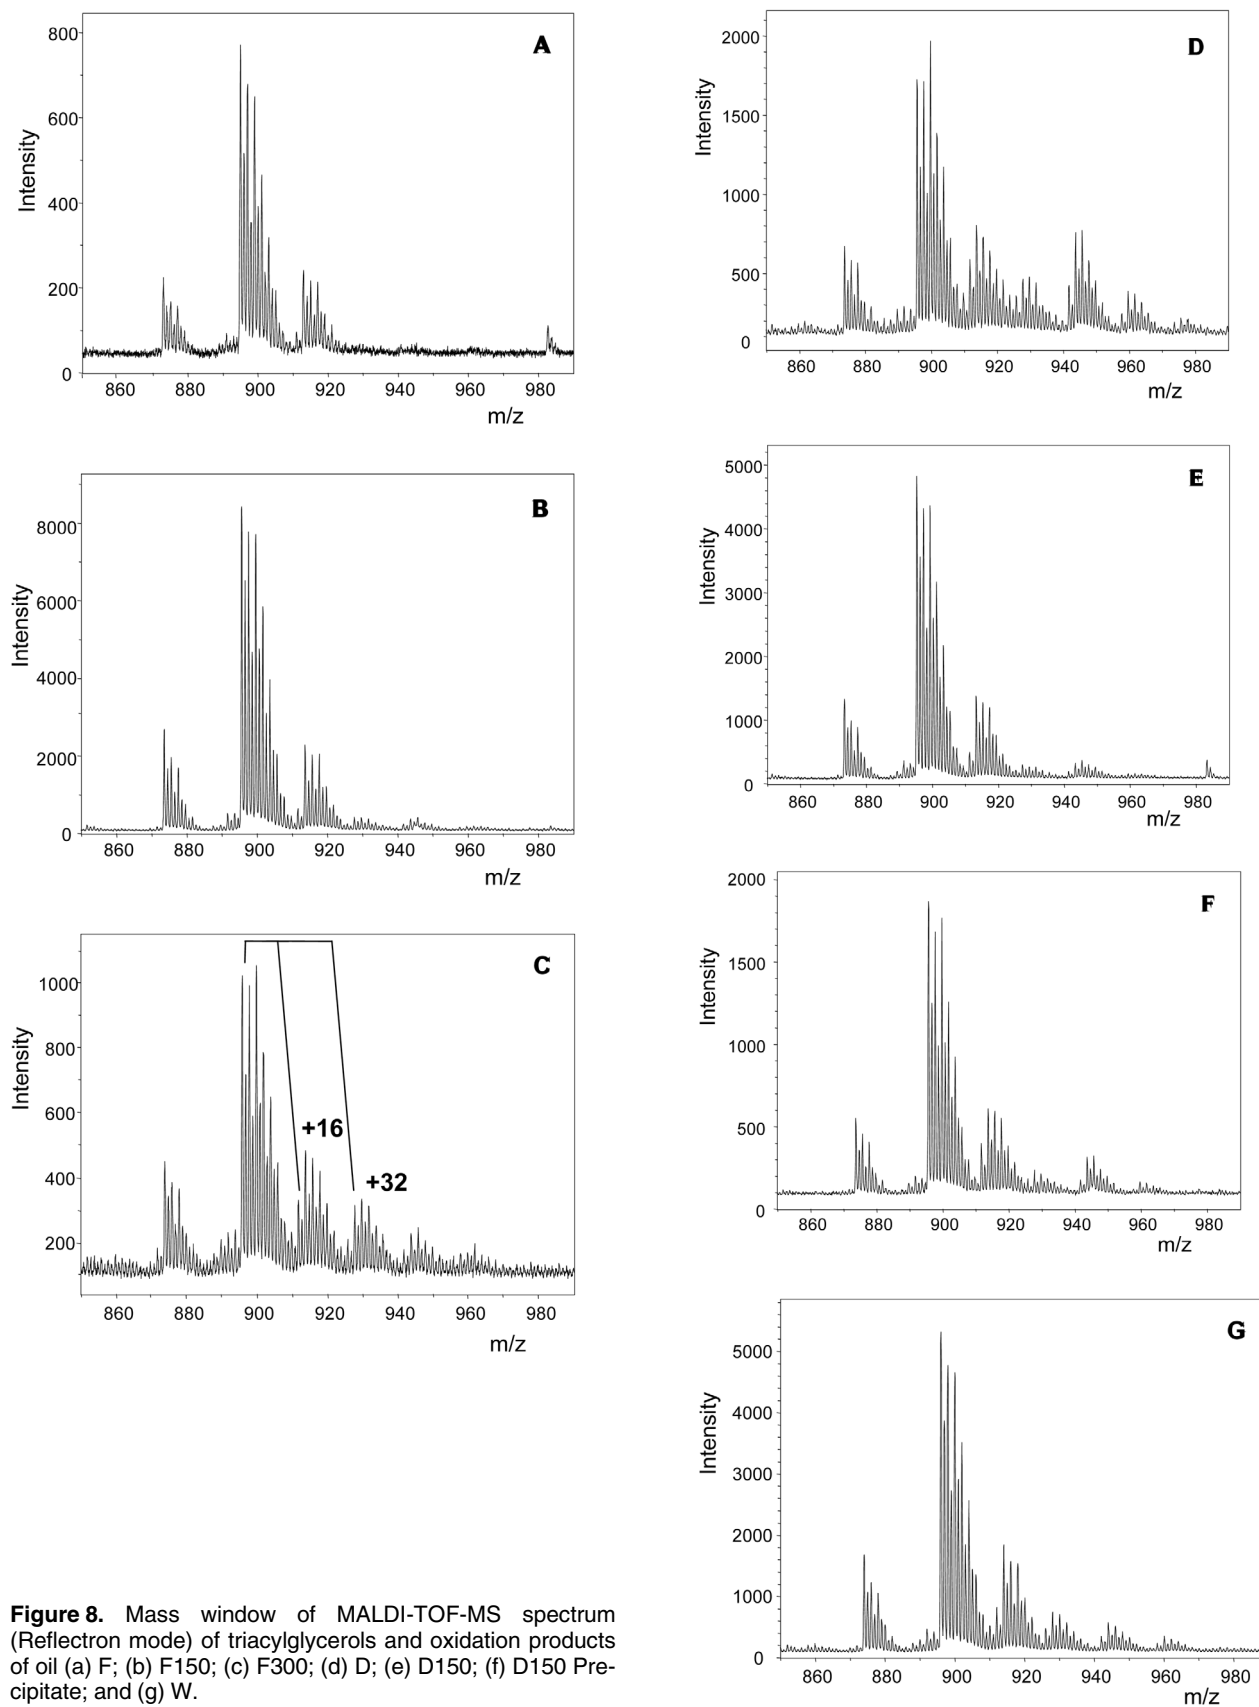 A
800
600
400
200
0
Intensity
860 880 900 920 940 960 980
m/z
B
8000
6000
4000
2000
0
Intensity
860 880 900 920 940 960 980
m/z
C
1000
800
600
400
200
Intensity
+16
+32
860 880 900 920 940 960 980
m/z
D
2000
1500
1000
500
0
Intensity
860 880 900 920 940 960 980
m/z
E
5000
4000
3000
2000
1000
0
Intensity
860 880 900 920 940 960 980
m/z
F
2000
1500
1000
500
0
Intensity
860 880 900 920 940 960 980
m/z
G
5000
4000
3000
2000
1000
0
Intensity
860 880 900 920 940 960 980
m/z
Figure 8. Mass window of MALDI-TOF-MS spectrum
(Reflectron mode) of triacylglycerols and oxidation products
of oil (a) F; (b) F150; (c) F300; (d) D; (e) D150; (f) D150 Pre-
cipitate; and (g) W.